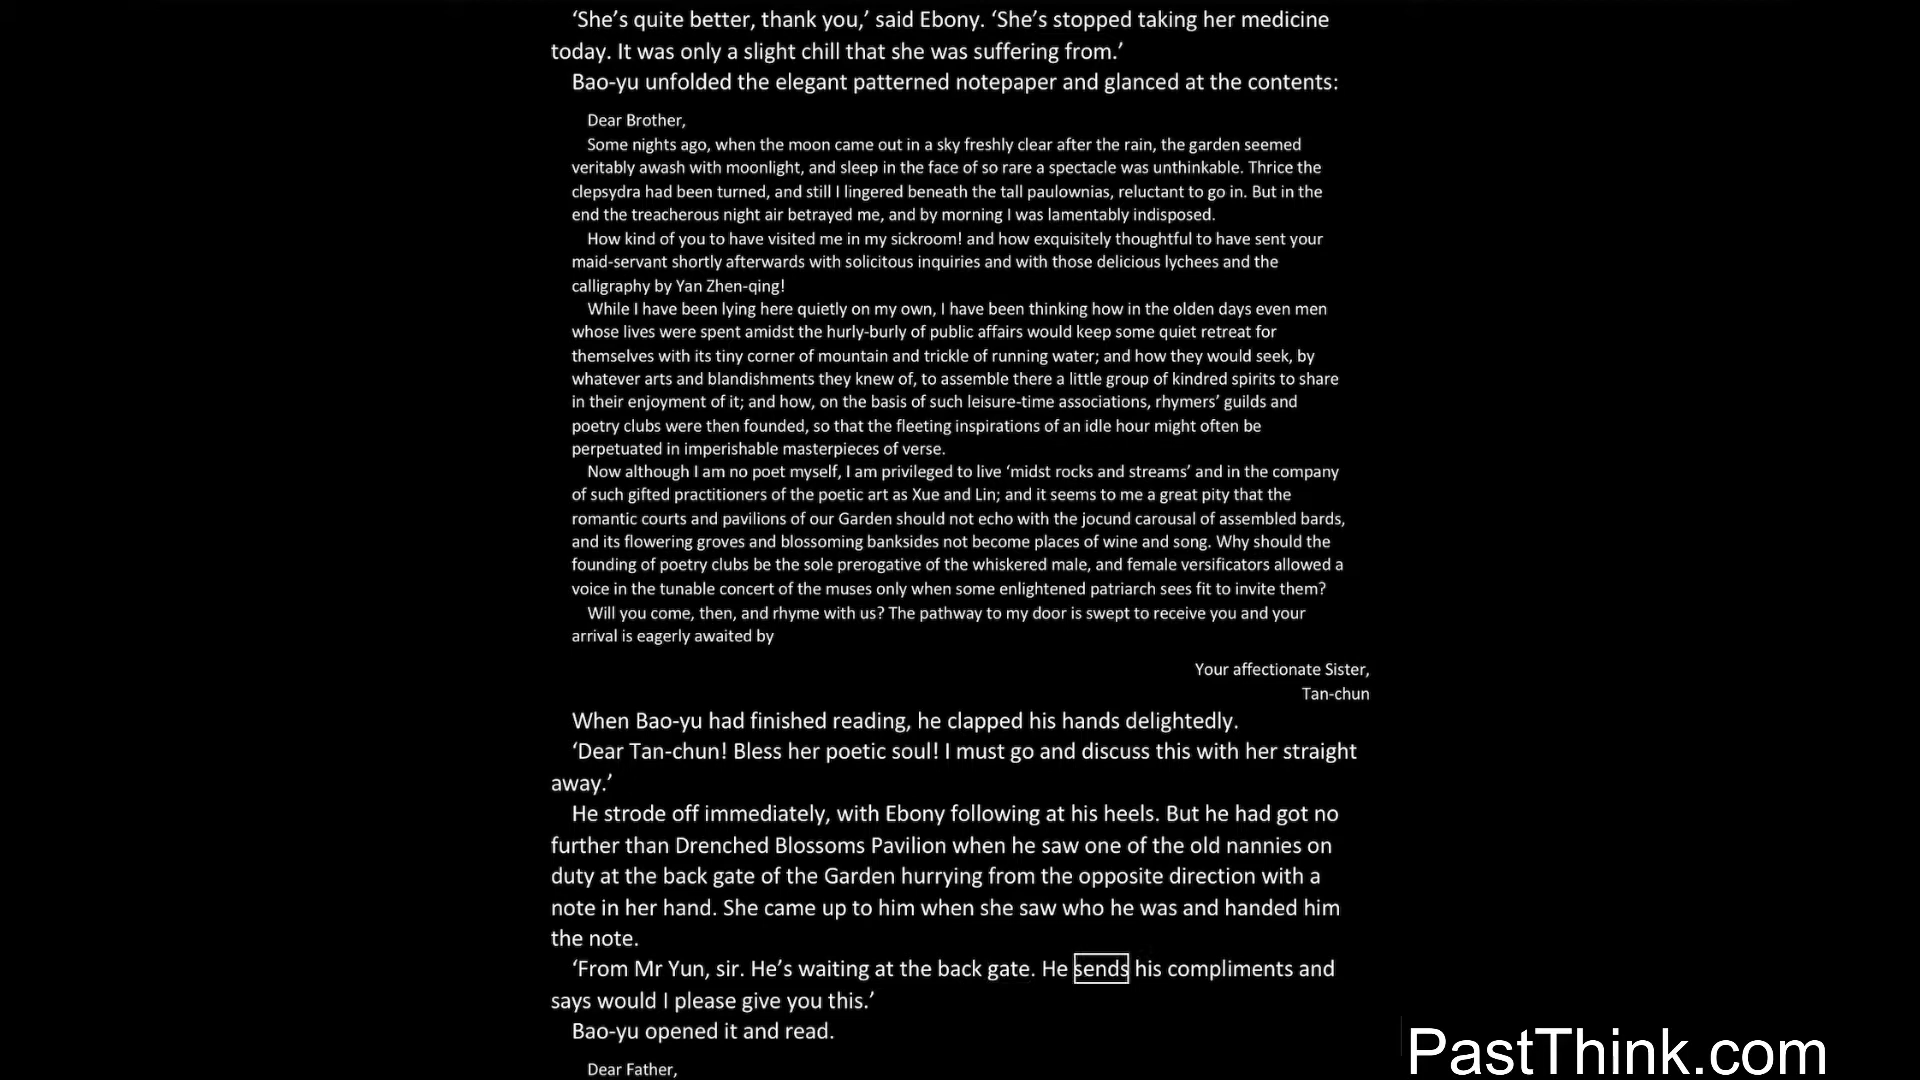 ‘She’s quite better, thank you,’ said Ebony. ‘She’s stopped taking her medicine
today. It was only a slight chill that she was suffering from.’
Bao-yu unfolded the elegant patterned notepaper and glanced at the contents:
Dear Brother,
Some nights ago, when the moon came out in a sky freshly clear after the rain, the garden seemed
veritably awash with moonlight, and sleep in the face of so rare a spectacle was unthinkable. Thrice the
clepsydra had been turned, and still I lingered beneath the tall paulownias, reluctant to go in. But in the
end the treacherous night air betrayed me, and by morning I was lamentably indisposed.
How kind of you to have visited me in my sickroom! and how exquisitely thoughtful to have sent your
maid-servant shortly afterwards with solicitous inquiries and with those delicious lychees and the
calligraphy by Yan Zhen-qing!
While I have been lying here quietly on my own, I have been thinking how in the olden days even men
whose lives were spent amidst the hurly-burly of public affairs would keep some quiet retreat for
themselves with its tiny corner of mountain and trickle of running water; and how they would seek, by
whatever arts and blandishments they knew of, to assemble there a little group of kindred spirits to share
in their enjoyment of it; and how, on the basis of such leisure-time associations, rhymers’ guilds and
poetry clubs were then founded, so that the fleeting inspirations of an idle hour might often be
perpetuated in imperishable masterpieces of verse.
Now although I am no poet myself, I am privileged to live ‘midst rocks and streams’ and in the company
of such gifted practitioners of the poetic art as Xue and Lin; and it seems to me a great pity that the
romantic courts and pavilions of our Garden should not echo with the jocund carousal of assembled bards,
and its flowering groves and blossoming banksides not become places of wine and song. Why should the
founding of poetry clubs be the sole prerogative of the whiskered male, and female versificators allowed a
voice in the tunable concert of the muses only when some enlightened patriarch sees fit to invite them?
Will you come, then, and rhyme with us? The pathway to my door is swept to receive you and your
arrival is eagerly awaited by
Your affectionate Sister,
Tan-chun
When Bao-yu had finished reading, he clapped his hands delightedly.
‘Dear Tan-chun! Bless her poetic soul! I must go and discuss this with her straight
away.’
He strode off immediately, with Ebony following at his heels. But he had got no
further than Drenched Blossoms Pavilion when he saw one of the old nannies on
duty at the back gate of the Garden hurrying from the opposite direction with a
note in her hand. She came up to him when she saw who he was and handed him
the note.
‘From Mr Yun, sir. He’s waiting at the back gate. He sends his compliments and
says would I please give you this.’
Bao-yu opened it and read.
Dear Father,
PastThink.com